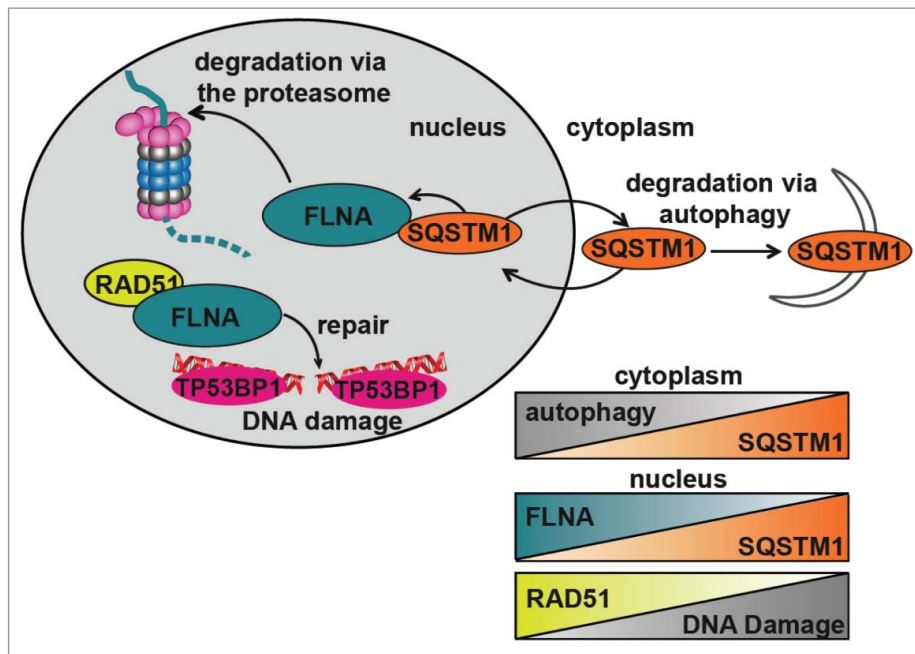 degradation via
the proteasome
nucleus
cytoplasm
degradation via
autophagy
FLNA
SQSTM1
SQSTM1
SQSTM1
RAD51
FLNA
repair
TP53BP1
TP53BP1
DNA damage
cytoplasm
autophagy
SQSTM1
nucleus
FLNA
SQSTM1
RAD51
DNA Damage